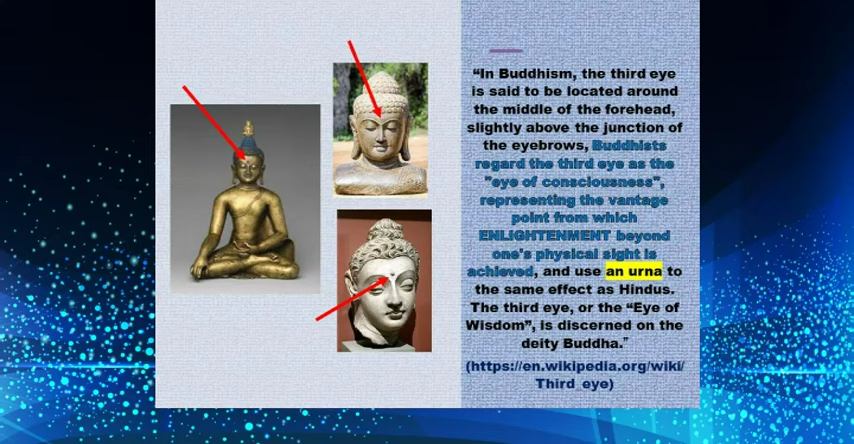 “In Buddhism, the third eye
is said to be located around
the middle of the forehead,
slightly above the junction of
the eyebrows, Buddhists
regard the third eye as the
"eye of consciousness",
representing the vantage
point from which
ENLIGHTENMENT beyond
one's physical sight is
achieved, and use an urna to
the same effect as Hindus.
The third eye, or the “Eye of
Wisdom”, is discerned on the
deity Buddha.”
(https://en.wikipedia.org/wiki/
Third_eye)